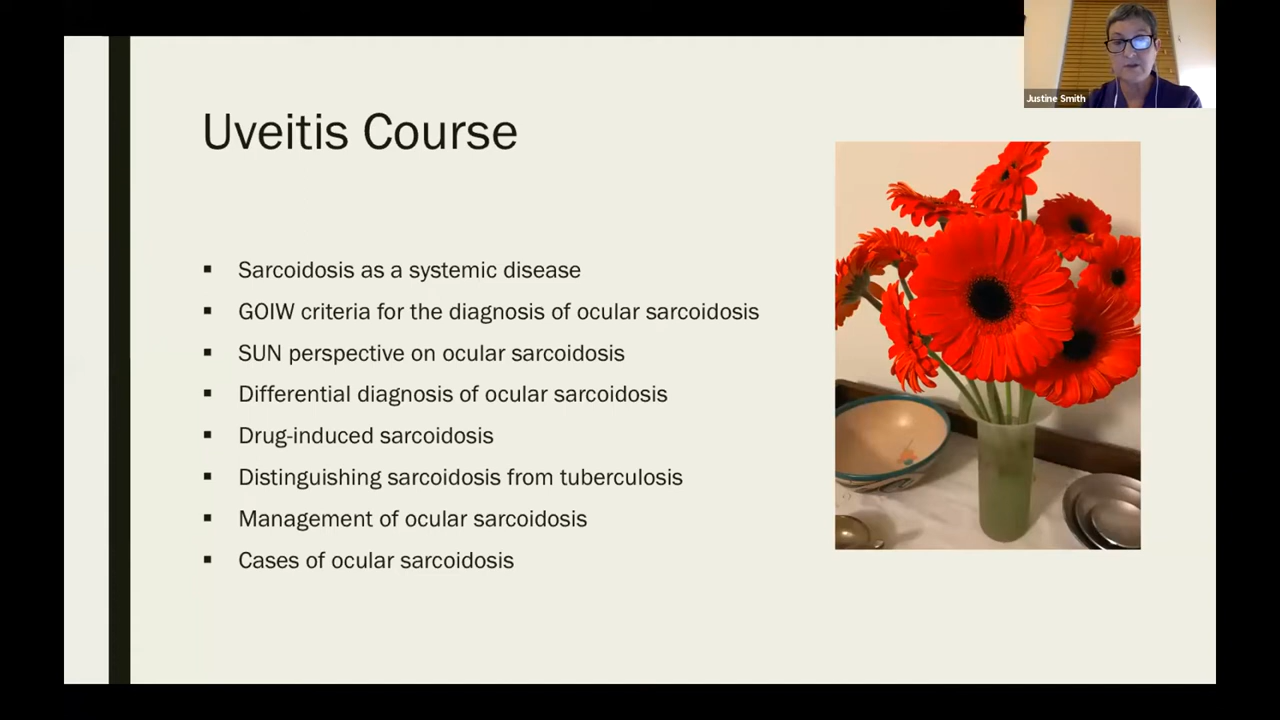 Uveitis Course
Justine Smith
▪ Sarcoidosis as a systemic disease
▪ GOIW criteria for the diagnosis of ocular sarcoidosis
▪ SUN perspective on ocular sarcoidosis
▪ Differential diagnosis of ocular sarcoidosis
▪ Drug-induced sarcoidosis
▪ Distinguishing sarcoidosis from tuberculosis
▪ Management of ocular sarcoidosis
▪ Cases of ocular sarcoidosis